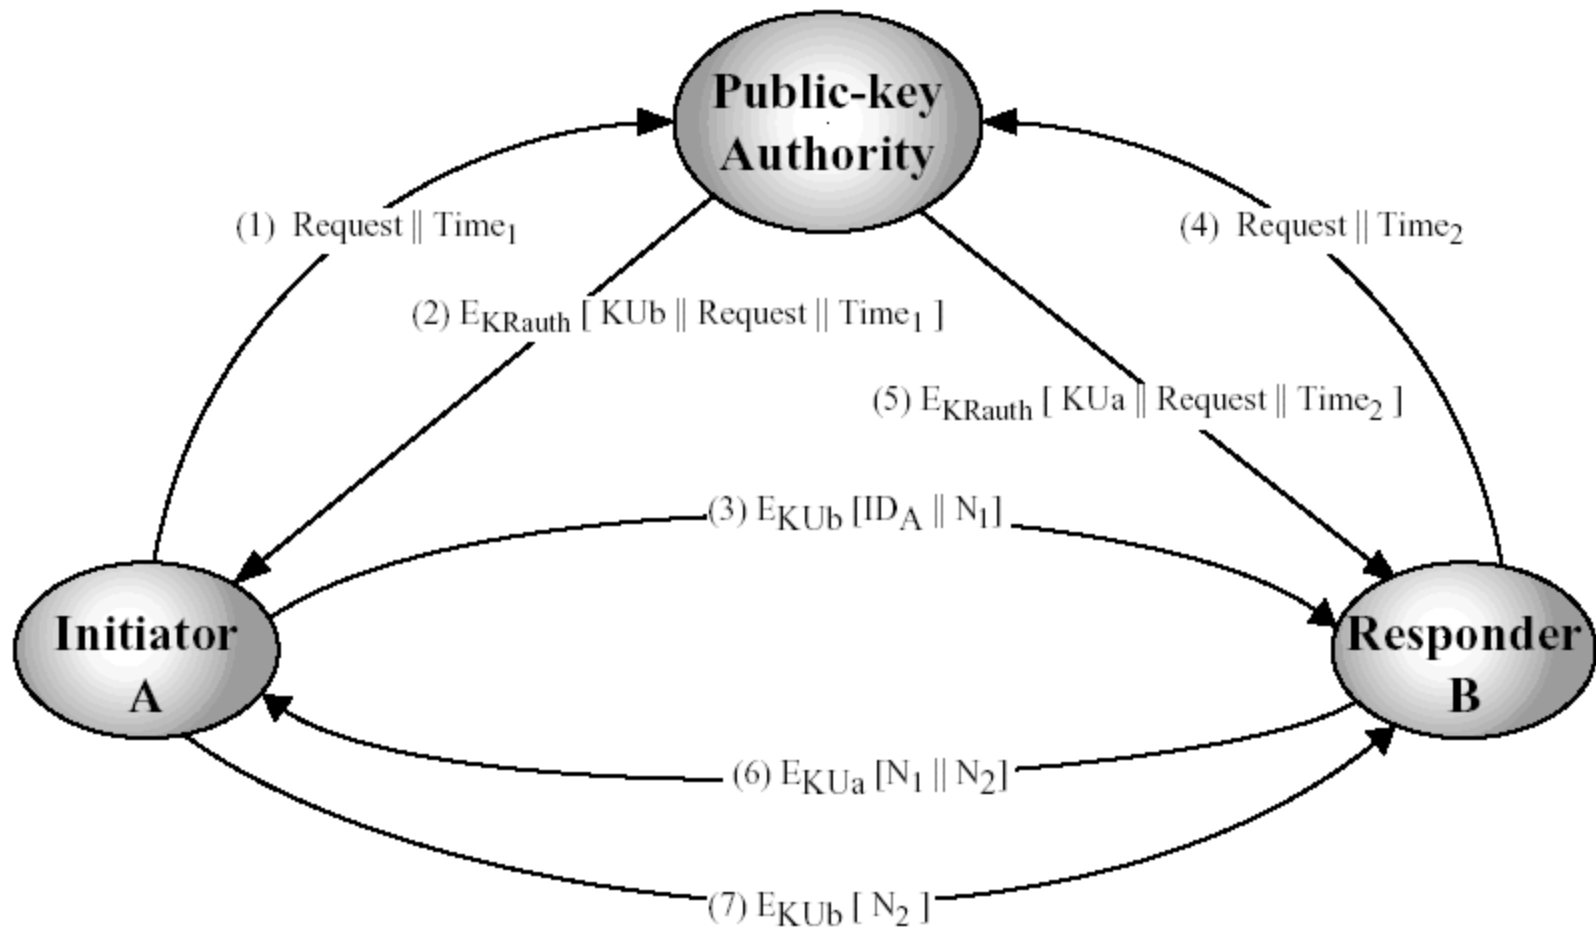 Public-key
Authority
(1) Request || Time1
(4) Request || Time2
(2) EKRauth [ KUb || Request || Time1 ]
(5) EKRauth [ KUa || Request || Time2 ]
(3) EKUb [IDA || N1]
Initiator
A
Responder
B
(6) EKUa [N1 || N2]
(7) EKUb [ N2 ]